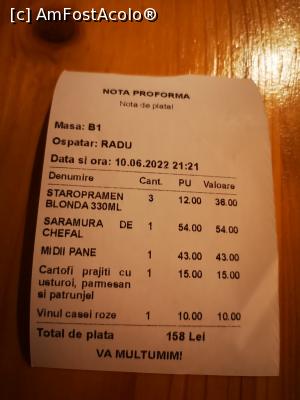 [c] AmFostAcolo®
NOTA PROFORMA
Nota de plata!
Masa: B1
Ospatar: RADU
Data si ora: 10.06.2022 21:21
Denumire Cant. PU Valoare
STAROPRAMEN 3 12.00 36.00
BLONDA 330ML
SARAMURA DE 1 54.00 54.00
CHEFAL
MIDII PANE 1 43.00 43.00
Cartofi prajiti cu 1 15.00 15.00
usturoi, parmesan
si patrunjel
Vinul casei roze 1 10.00 10.00
Total de plata 158 Lei
VA MULTUMIM!